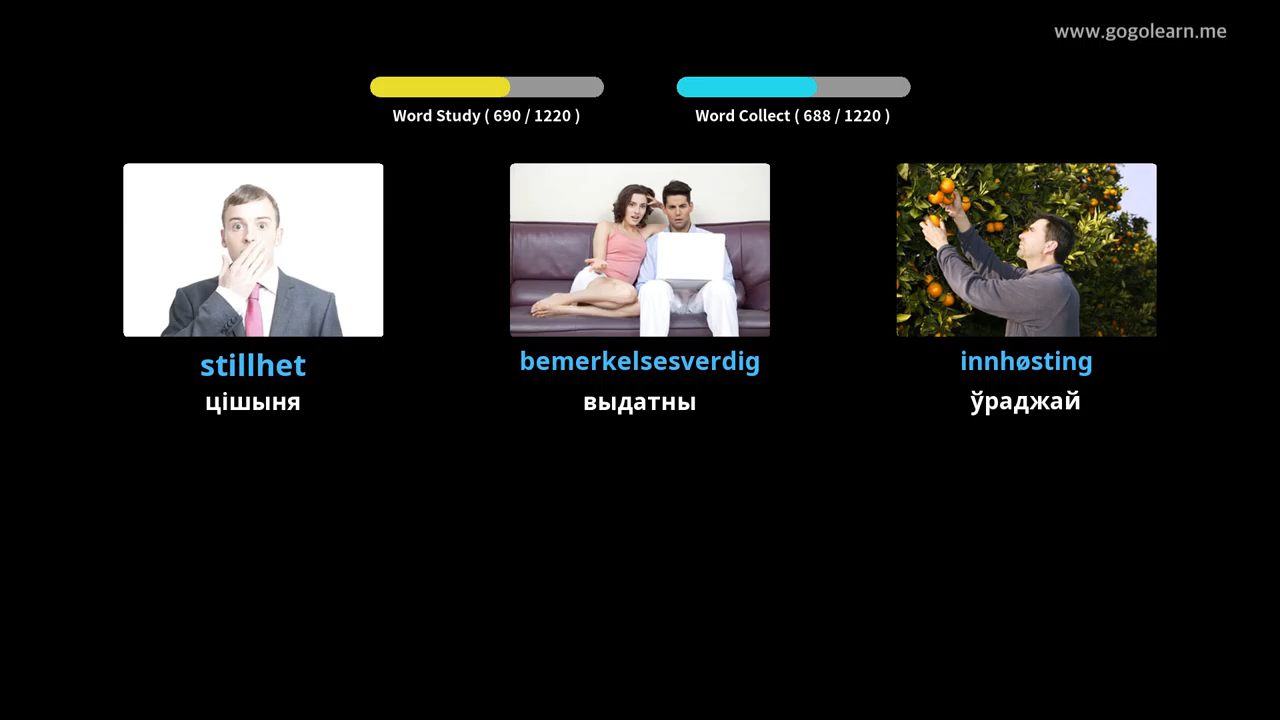 www.gogolearn.me
Word Study ( 690 / 1220 )
Word Collect ( 688 / 1220 )
stillhet
bemerkelsesverdig
innhøsting
цішыня
выдатны
ўраджай